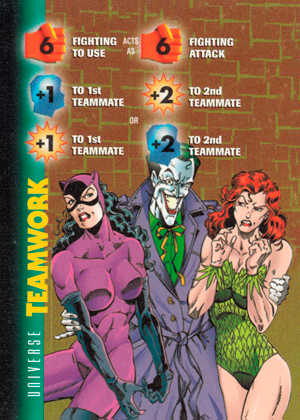 6 FIGHTING TO USE ACTS AS 6 FIGHTING ATTACK
+1 TO 1st TEAMMATE +2 TO 2nd TEAMMATE
OR
+1 TO 1st TEAMMATE +2 TO 2nd TEAMMATE
UNIVERSE TEAMWORK